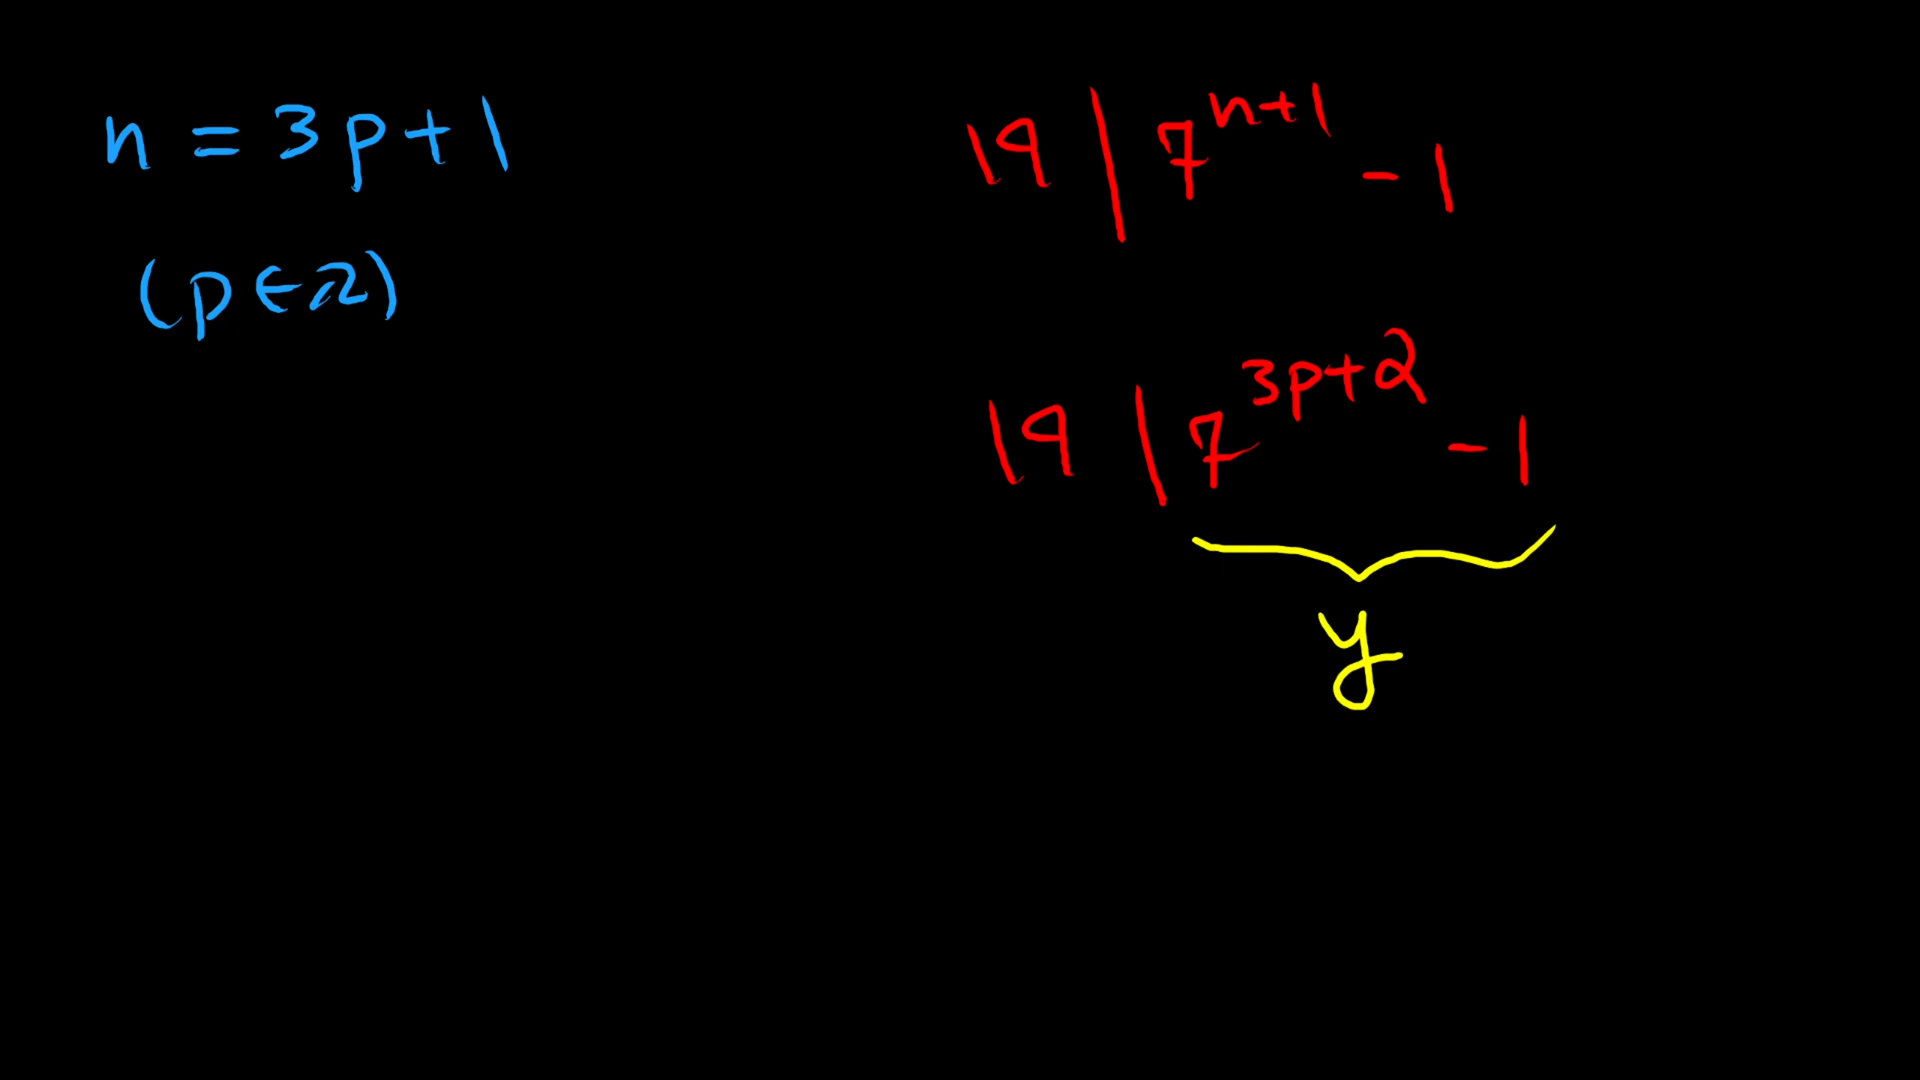 n = 3p+1
(p∈ℤ)
19 | 7^{n+1} - 1
19 | 7^{3p+2} - 1
y